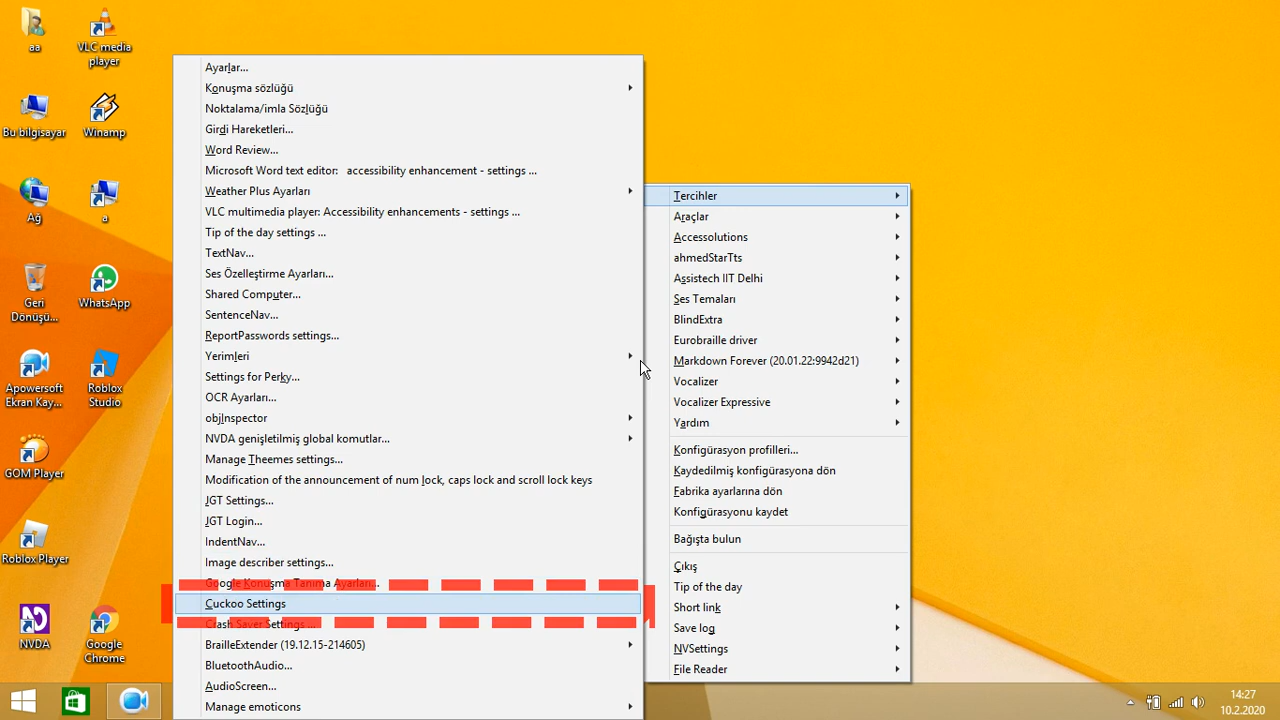 aa
VLC media
player
Bu bilgisayar
Winamp
Ağ
a
Geri
Dönüşü...
WhatsApp
Apowersoft
Ekran Kay...
Roblox
Studio
GOM Player
Roblox Player
NVDA
Google
Chrome
Ayarlar...
Konuşma sözlüğü
Noktalama/imla Sözlüğü
Girdi Hareketleri...
Word Review...
Microsoft Word text editor:   accessibility enhancement - settings ...
Weather Plus Ayarları
VLC multimedia player: Accessibility enhancements - settings ...
Tip of the day settings ...
TextNav...
Ses Özelleştirme Ayarları...
Shared Computer...
SentenceNav...
ReportPasswords settings...
Yerimleri
Settings for Perky...
OCR Ayarları...
objInspector
NVDA genişletilmiş global komutlar...
Manage Theemes settings...
Modification of the announcement of num lock, caps lock and scroll lock keys
JGT Settings...
JGT Login...
IndentNav...
Image describer settings...
Google Konuşma Tanıma Ayarları...
Cuckoo Settings
Crash Saver Settings ...
BrailleExtender (19.12.15-214605)
BluetoothAudio...
AudioScreen...
Manage emoticons
Tercihler
Araçlar
Accessolutions
ahmedStarTts
Assistech IIT Delhi
Ses Temaları
BlindExtra
Eurobraille driver
Markdown Forever (20.01.22:9942d21)
Vocalizer
Vocalizer Expressive
Yardım
Konfigürasyon profilleri...
Kaydedilmiş konfigürasyona dön
Fabrika ayarlarına dön
Konfigürasyonu kaydet
Bağışta bulun
Çıkış
Tip of the day
Short link
Save log
NVSettings
File Reader
14:27
10.2.2020